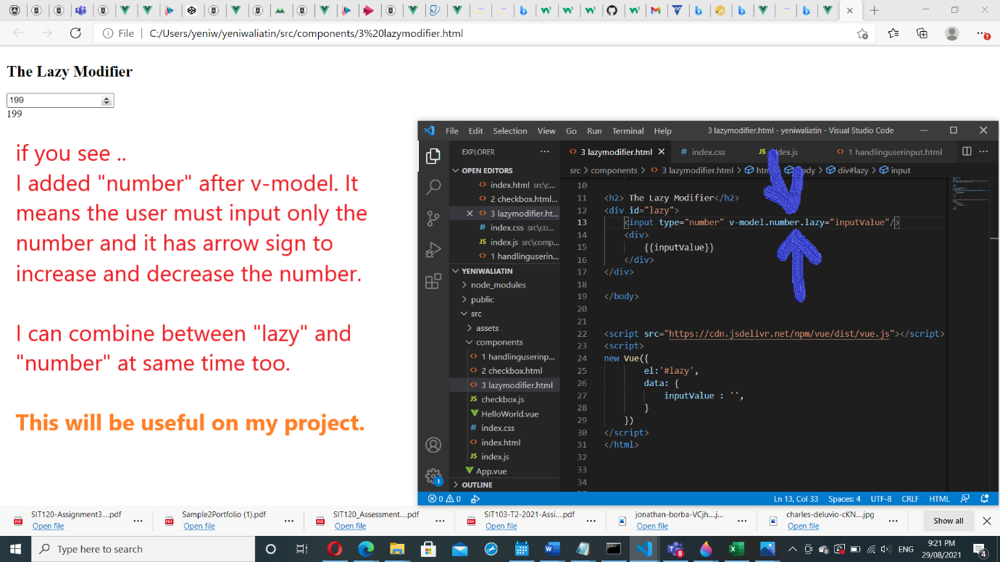 File C:/Users/yeniw/yeniwaliatin/src/components/3%20lazymodifier.html
The Lazy Modifier
199
199
if you see ..
I added "number" after v-model. It
means the user must input only the
number and it has arrow sign to
increase and decrease the number.
I can combine between "lazy" and
"number" at same time too.
This will be useful on my project.
File Edit Selection View Go Run Terminal Help 3 lazymodifier.html - yeniwaliatin - Visual Studio Code
EXPLORER ...
3 lazymodifier.html index.css JS 1 handlinguserinput.html
src > components > 3 lazymodifier.html > div#lazy > input
OPEN EDITORS
index.html src\c...
2 checkbox.html...
3 lazymodifier.ht...
index.css src\co...
JS index.js src\comp...
1 handlinguserin...
YENIWALIATIN
node_modules
public
src
assets
components
1 handlinguserinp...
2 checkbox.html
3 lazymodifier.html
JS checkbox.js
HelloWorld.vue
# index.css
index.html
JS index.js
App.vue
OUTLINE
10
11 <h2> The Lazy Modifier</h2>
12 <div id="lazy">
13 <input type="number" v-model.number.lazy="inputValue"/>
14 <div>
15 {{inputValue}}
16 </div>
17 </div>
18
19 </body>
20
21
22 <script src="https://cdn.jsdelivr.net/npm/vue/dist/vue.js"></script>
23 <script>
24 new Vue({
25 el:'#lazy',
26 data: {
27 inputValue : '',
28 }
29 })
30 </script>
31 </html>
32
33
34
1
0 0 Ln 13, Col 33 Spaces: 4 UTF-8 CRLF HTML
SIT120-Assignment3....pdf ... Sample2Portfolio (1).pdf ... SIT120_Assessment....pdf ... SIT103-T2-2021-Assi....pdf ... jonathan-borba-VCjh....j... ... charles-deluvio-cKN....jpg ...
Open file Open file Open file Open file Open file Open file Show all
Type here to search 8 ENG 9:21 PM 4
29/08/2021